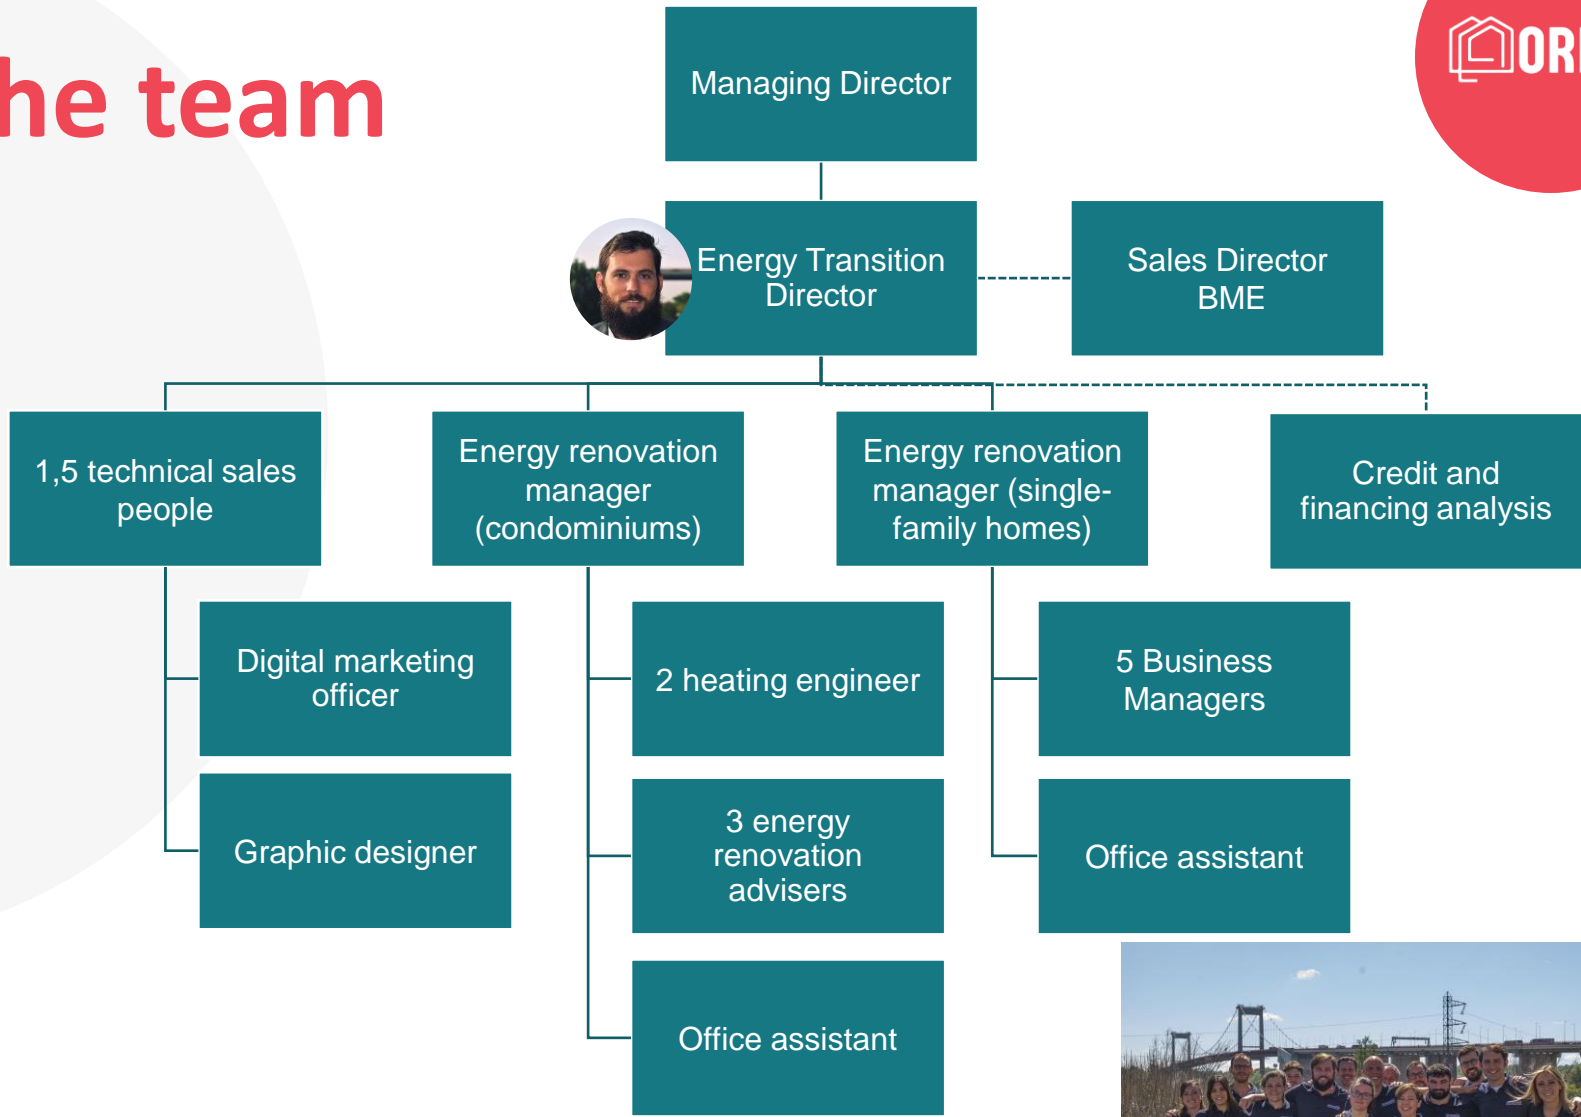 he team
Managing Director
Energy Transition
Director
Sales Director
BME
1,5 technical sales
people
Energy renovation
manager
(condominiums)
Energy renovation
manager (single-
family homes)
Credit and
financing analysis
Digital marketing
officer
2 heating engineer
5 Business
Managers
Graphic designer
3 energy
renovation
advisers
Office assistant
Office assistant